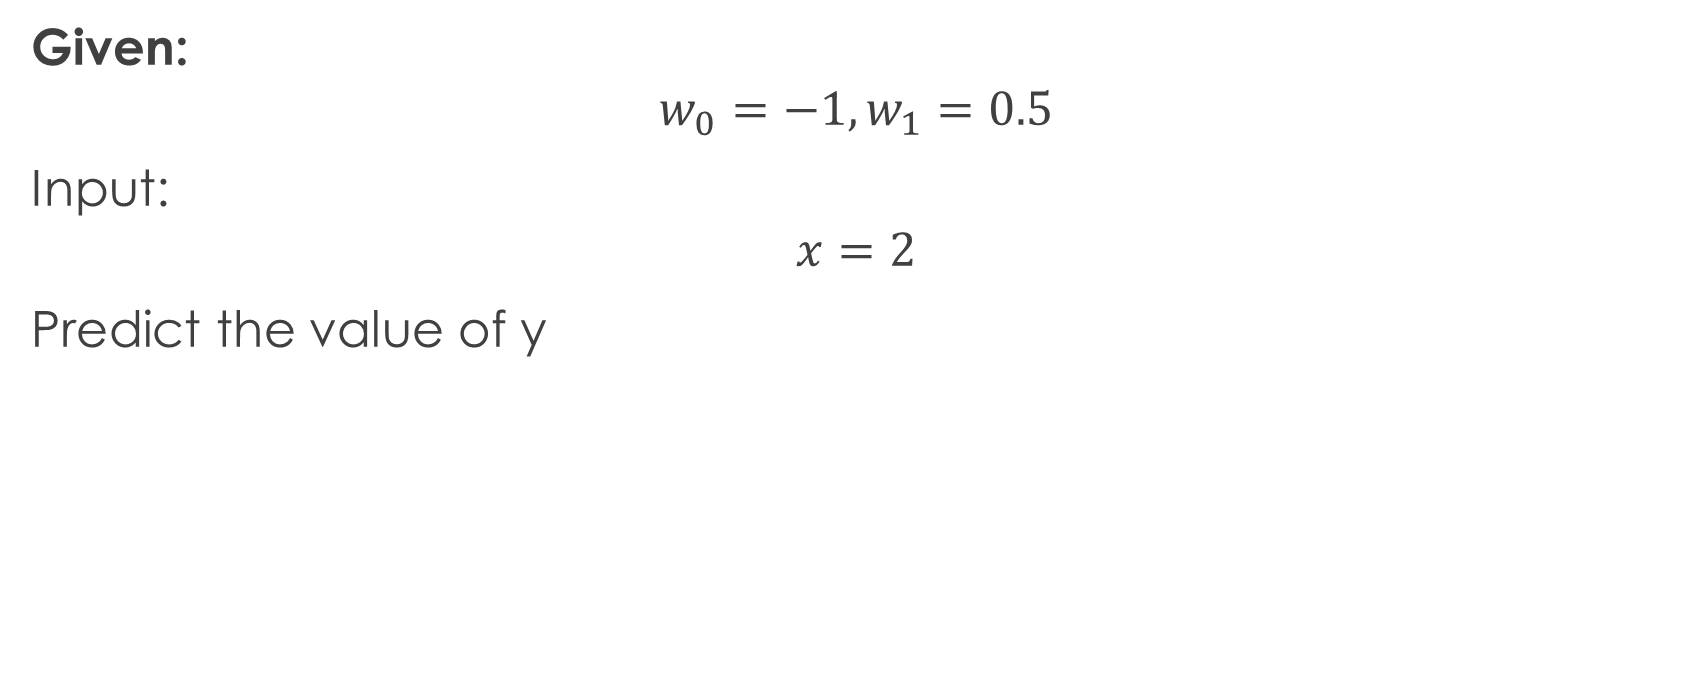 Given:
w₀ = −1, w₁ = 0.5
Input:
x = 2
Predict the value of y